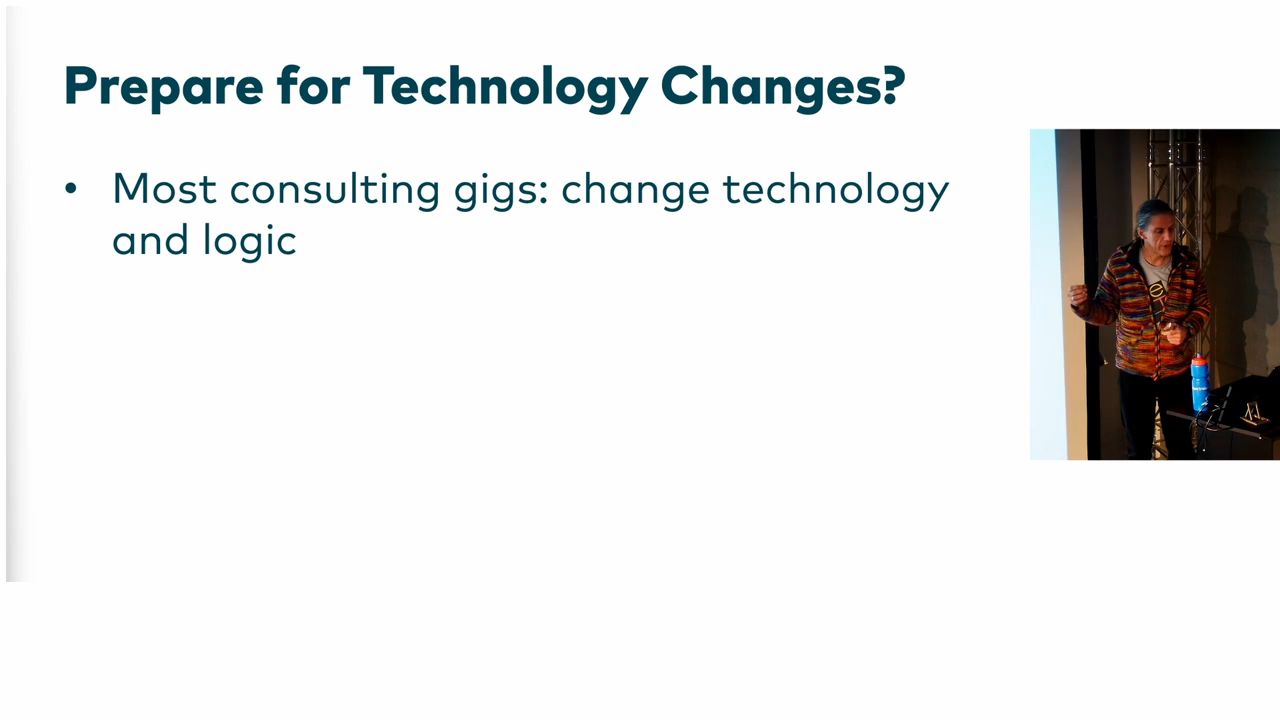 Prepare for Technology Changes?
• Most consulting gigs: change technology
and logic